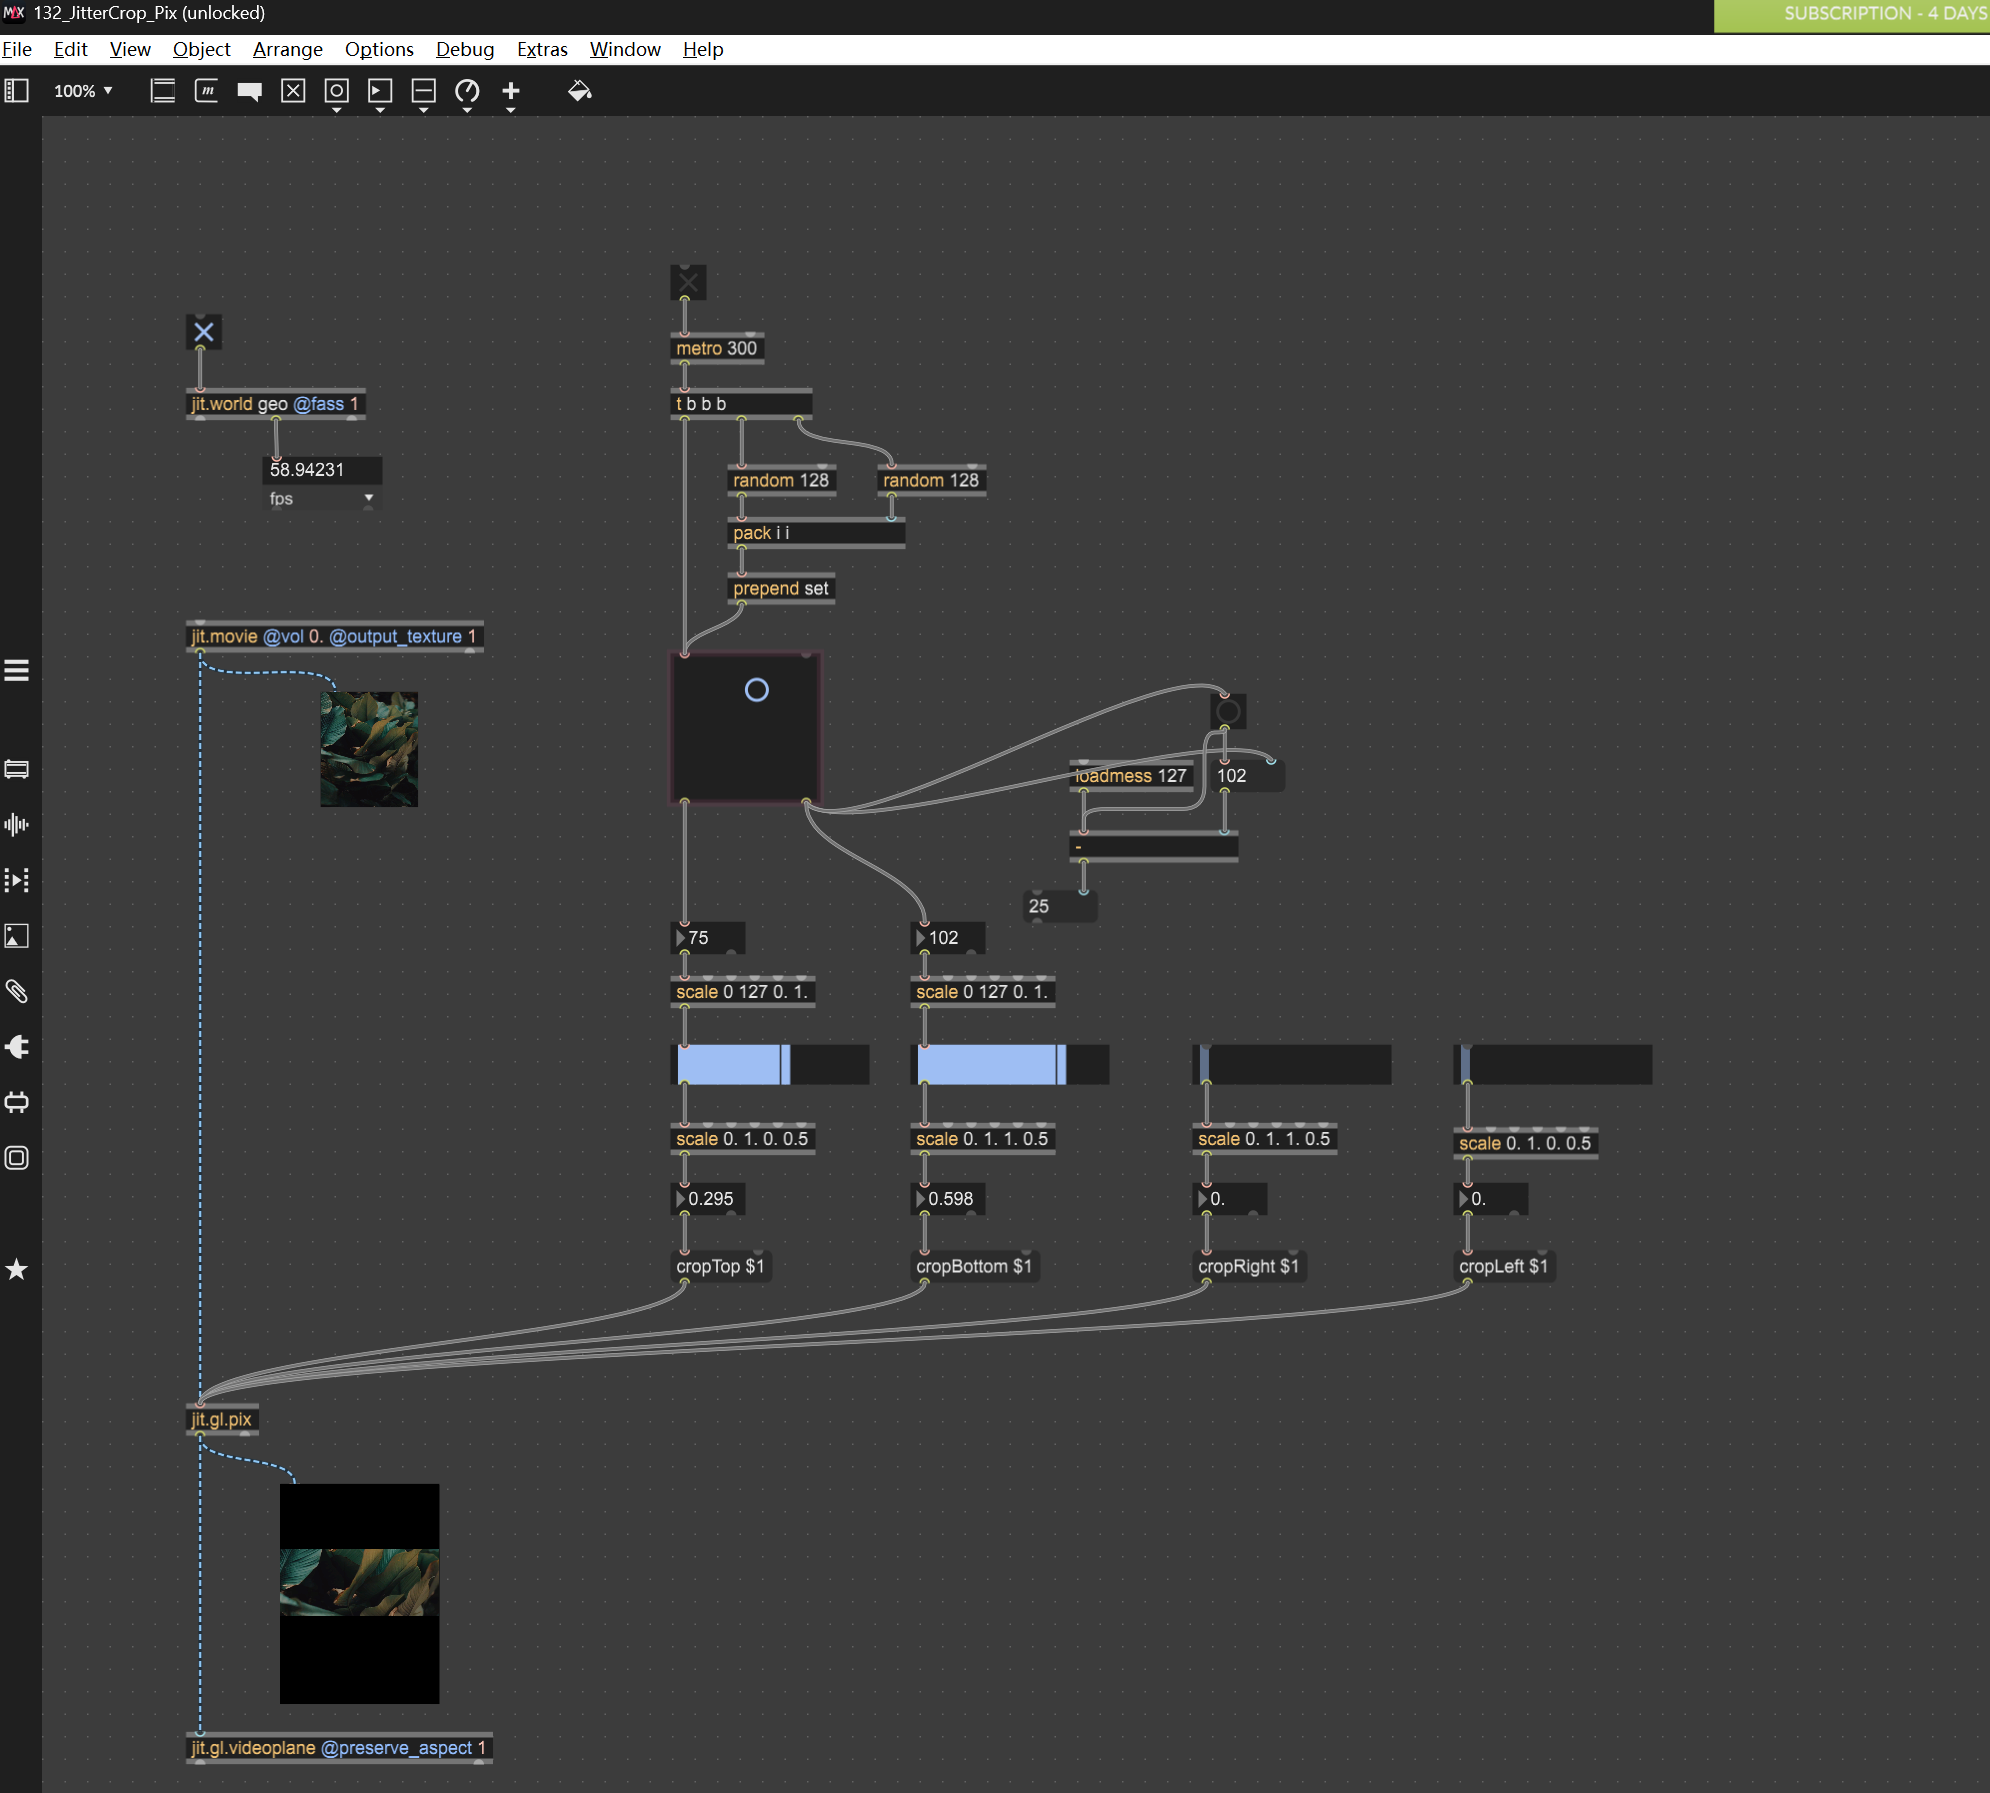 132_JitterCrop_Pix (unlocked)
SUBSCRIPTION - 4 DAYS
File Edit View Object Arrange Options Debug Extras Window Help
100%
metro 300
jit.world geo @fass 1
t b b b
58.94231
fps
random 128
random 128
pack i i
prepend set
jit.movie @vol 0. @output_texture 1
loadmess 127
102
-
25
75
102
scale 0 127 0. 1.
scale 0 127 0. 1.
scale 0. 1. 0. 0.5
scale 0. 1. 1. 0.5
scale 0. 1. 1. 0.5
scale 0. 1. 0. 0.5
0.295
0.598
0.
0.
cropTop $1
cropBottom $1
cropRight $1
cropLeft $1
jit.gl.pix
jit.gl.videoplane @preserve_aspect 1